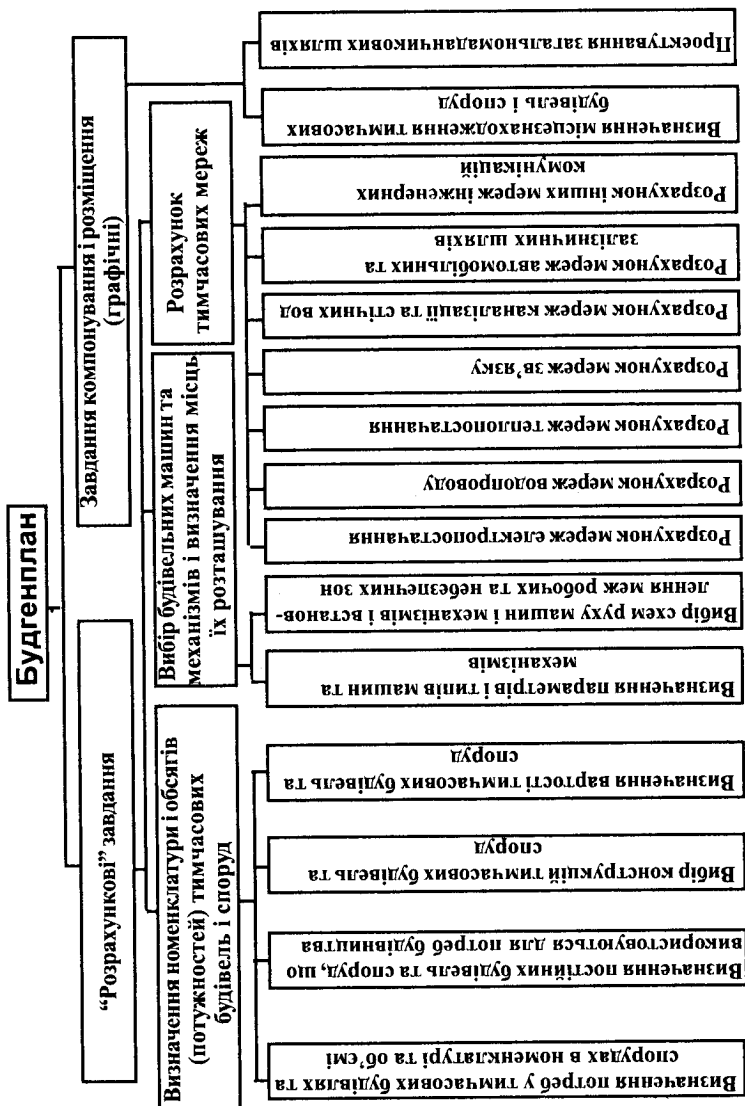 Будгенплан
“Розрахункові” завдання
Завдання компонування і розміщення
(графічні)
Визначення номенклатури і обсягів
(потужностей) тимчасових
будівель і споруд
Вибір будівельних машин та
механізмів і визначення місць
їх розташування
Розрахунок
тимчасових мереж
Визначення потреб у тимчасових будівлях та
спорудах в номенклатурі та об’ємі
Визначення постійних будівель та споруд, що
використовуються для потреб будівництва
Вибір конструкцій тимчасових будівель та
споруд
Визначення вартості тимчасових будівель та
споруд
Визначення параметрів і типів машин та
механізмів
Вибір схем руху машин і механізмів і встанов-
лення меж робочих та небезпечних зон
Розрахунок мереж електропостачання
Розрахунок мереж водопроводу
Розрахунок мереж теплопостачання
Розрахунок мереж зв’язку
Розрахунок мереж каналізації та стічних вод
Розрахунок мереж автомобільних та
залізничних шляхів
Розрахунок інших мереж інженерних
комунікацій
Визначення місцезнаходження тимчасових
будівель і споруд
Проектування загальномаданчикових шляхів